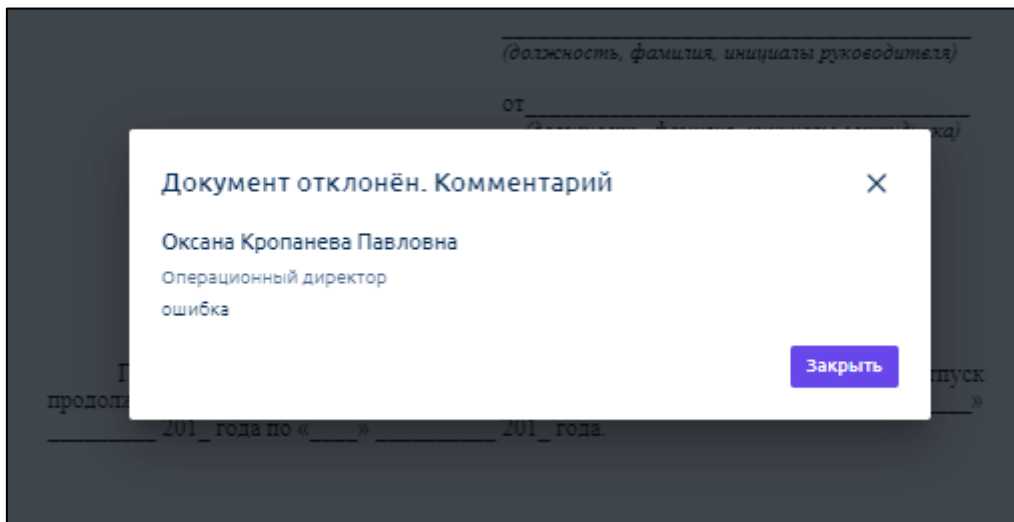 (должность, фамилия, инициалы руководителя)
от
Документ отклонён. Комментарий
Оксана Кропанева Павловна
Операционный директор
ошибка
Закрыть
201_ года по «____» __________ 201_ года.